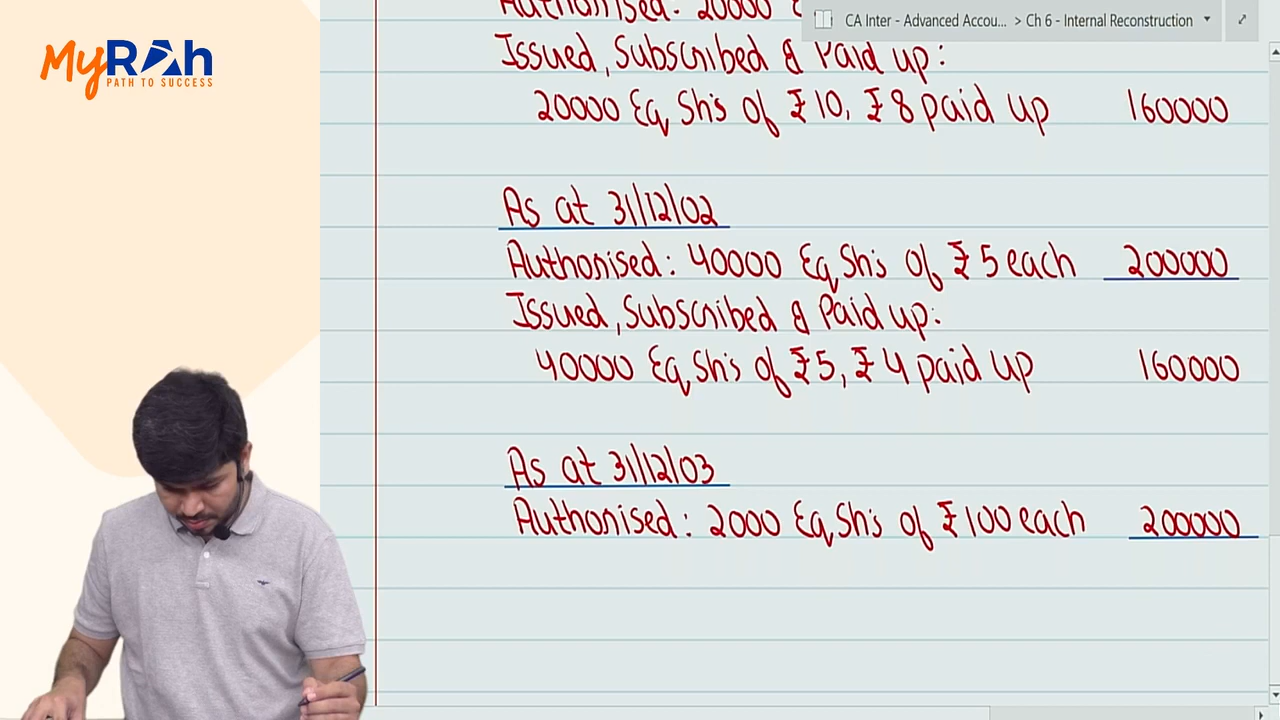 MyRAh
PATH TO SUCCESS
CA Inter - Advanced Accou... > Ch 6 - Internal Reconstruction
Authorised: 20000
Issued, Subscribed & Paid up:
20000 Eq. Sh's of ₹10, ₹8 paid up 160000
As at 31/12/02
Authorised: 40000 Eq. Sh's of ₹5 each 200000
Issued, Subscribed & Paid up:
40000 Eq. Sh's of ₹5, ₹4 paid up 160000
As at 31/12/03
Authorised: 2000 Eq. Sh's of ₹100 each 200000